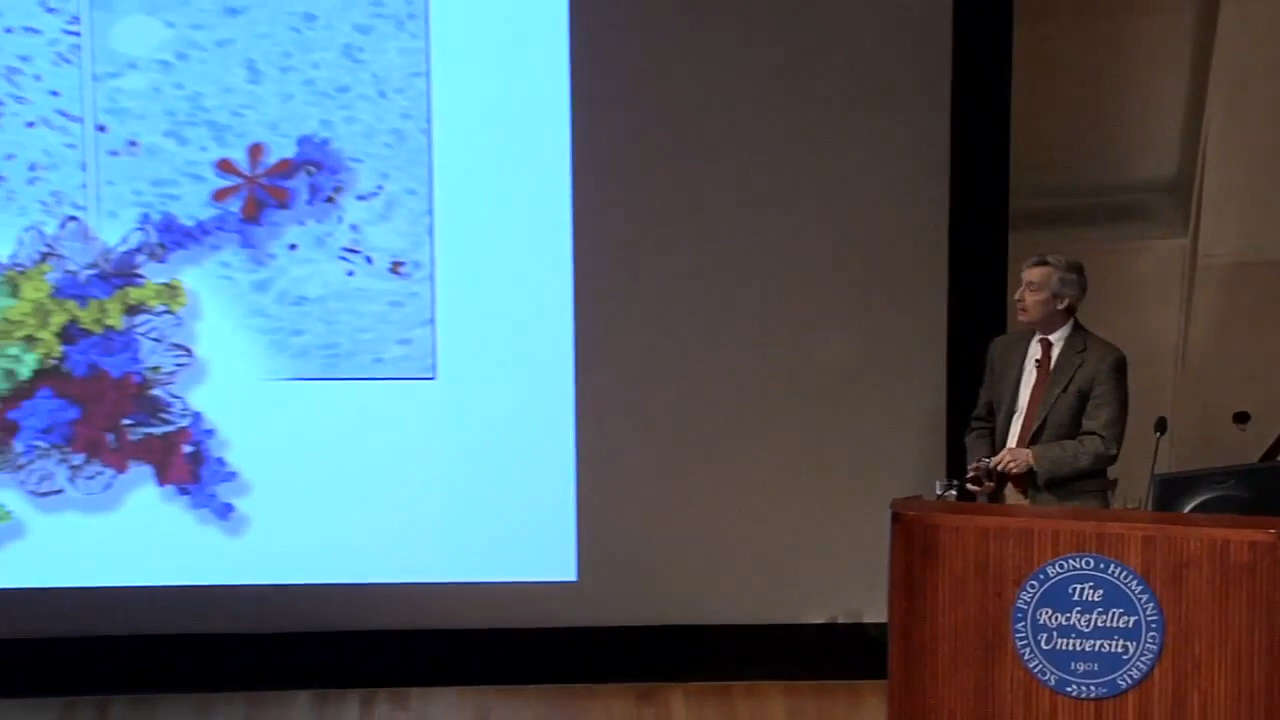 SCIENTIA · PRO · BONO · HUMANI · GENERIS
The
Rockefeller
University
1901